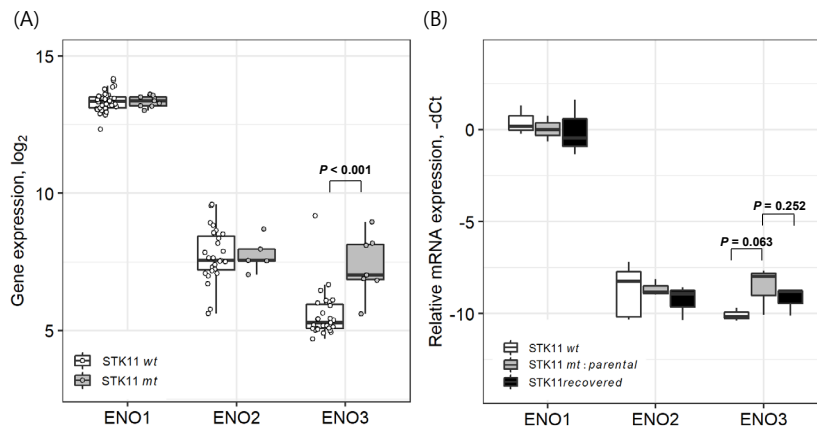 (A)
(B)
Gene expression, log2
15
10
5
P < 0.001
STK11 wt
STK11 mt
ENO1 ENO2 ENO3
Relative mRNA expression, -dCt
0
-5
-10
P = 0.252
P = 0.063
STK11 wt
STK11 mt : parental
STK11recovered
ENO1 ENO2 ENO3